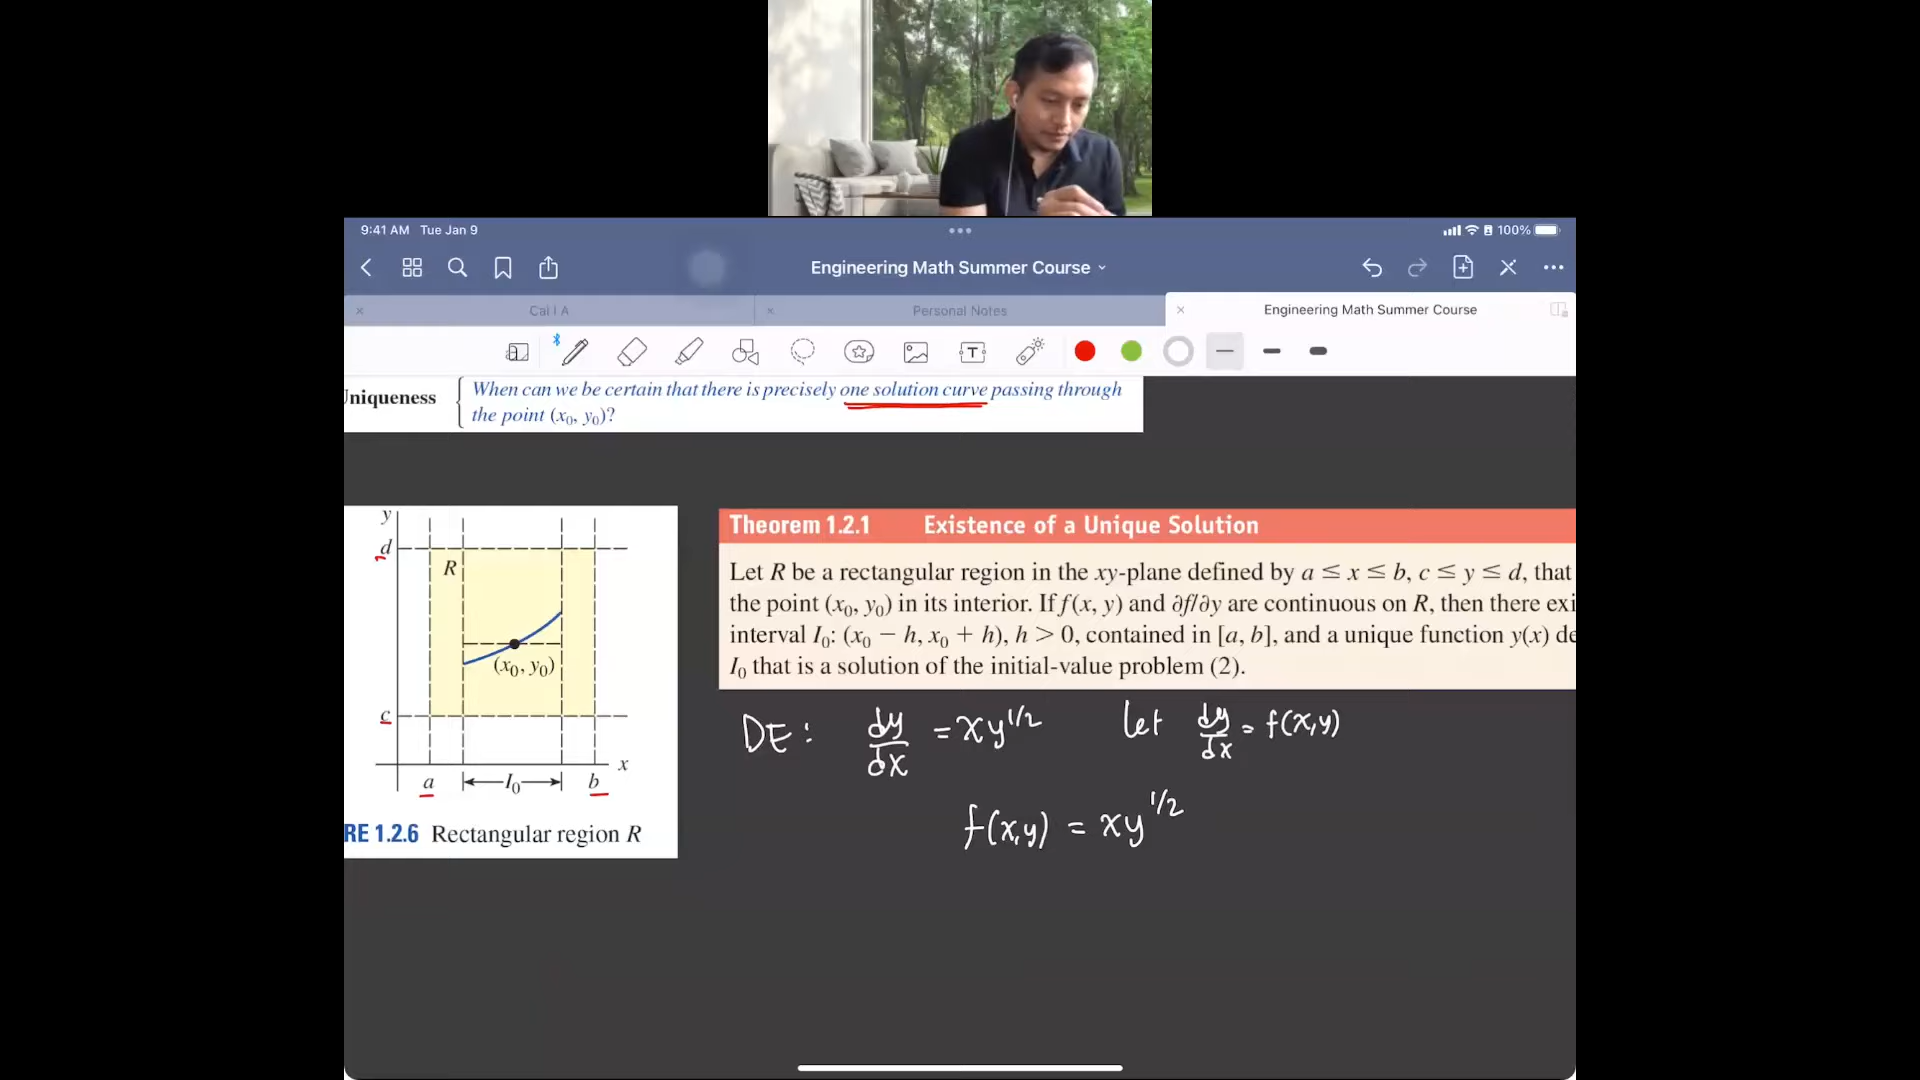 9:41 AM Tue Jan 9
100%
Engineering Math Summer Course
Cal I A
Personal Notes
Engineering Math Summer Course
T
niqueness
When can we be certain that there is precisely one solution curve passing through
the point (x₀, y₀)?
y
d
R
(x₀, y₀)
c
x
a
I₀
b
RE 1.2.6 Rectangular region R
Theorem 1.2.1 Existence of a Unique Solution
Let R be a rectangular region in the xy-plane defined by a ≤ x ≤ b, c ≤ y ≤ d, that
the point (x₀, y₀) in its interior. If f(x, y) and ∂f/∂y are continuous on R, then there exi
interval I₀: (x₀ − h, x₀ + h), h > 0, contained in [a, b], and a unique function y(x) de
I₀ that is a solution of the initial-value problem (2).
DE: dy/dx = xy^1/2 let dy/dx = f(x,y)
f(x,y) = xy^1/2